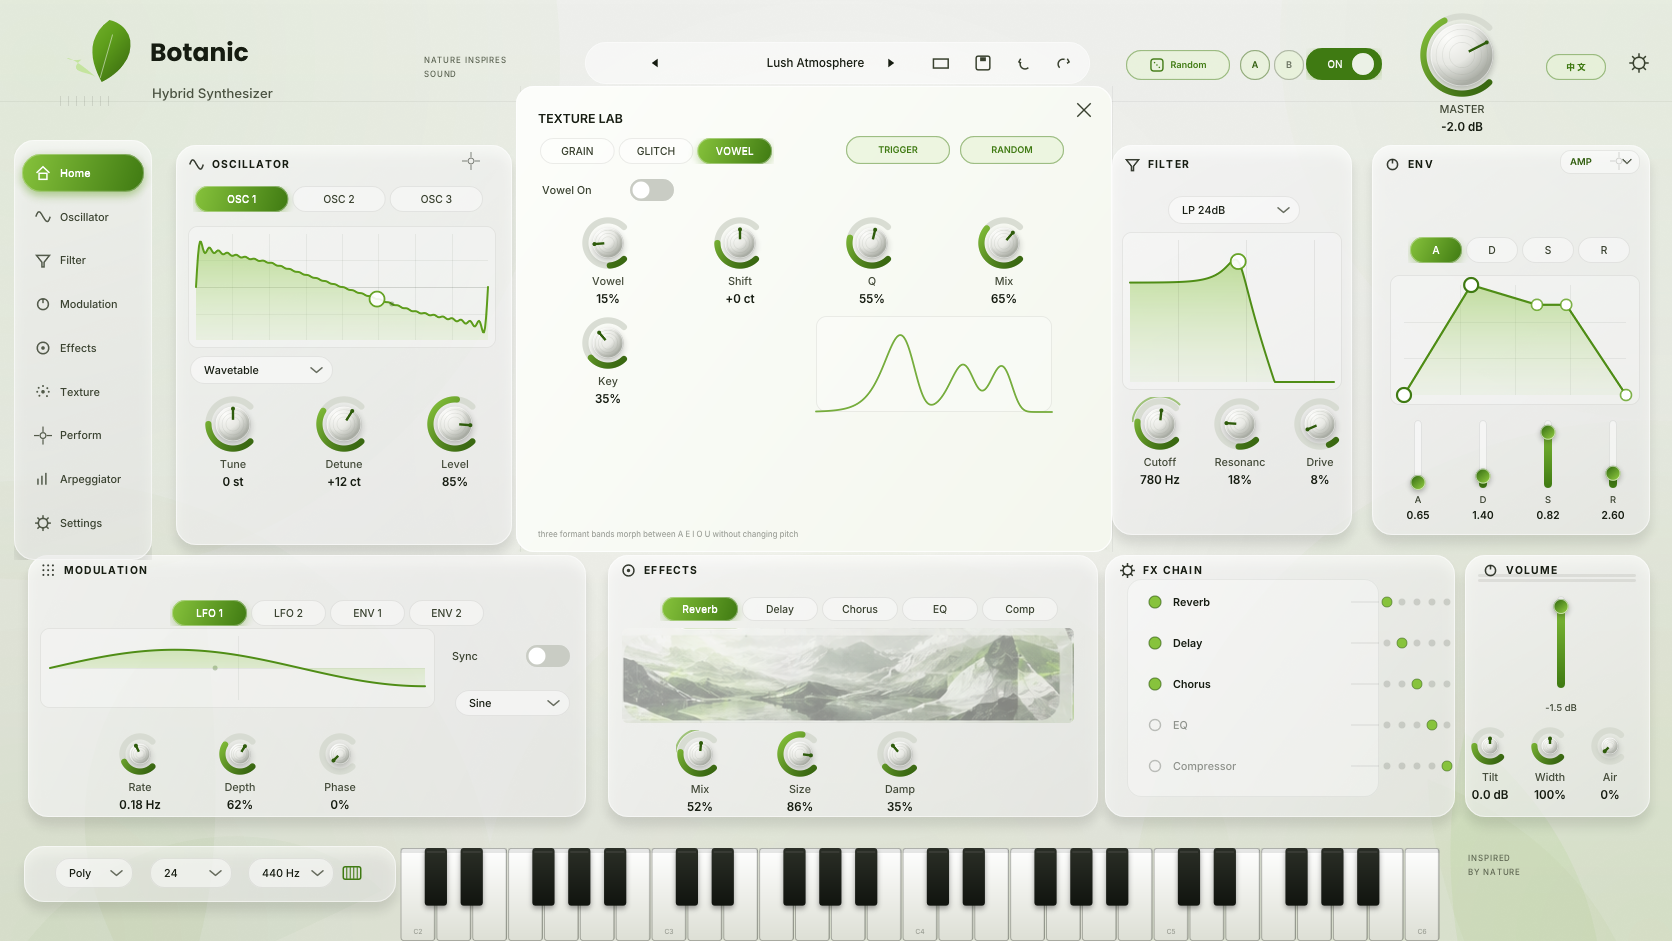 Botanic
Hybrid Synthesizer
NATURE INSPIRES
SOUND
Lush Atmosphere
Random
A
B
ON
MASTER
-2.0 dB
中文
Home
Oscillator
Filter
Modulation
Effects
Texture
Perform
Arpeggiator
Settings
OSCILLATOR
OSC 1
OSC 2
OSC 3
Wavetable
Tune
Detune
Level
0 st
+12 ct
85%
TEXTURE LAB
GRAIN
GLITCH
VOWEL
TRIGGER
RANDOM
Vowel On
Vowel
Shift
Q
Mix
15%
+0 ct
55%
65%
Key
35%
three formant bands morph between A E I O U without changing pitch
FILTER
LP 24dB
Cutoff
Resonanc
Drive
780 Hz
18%
8%
ENV
AMP
A
D
S
R
A
D
S
R
0.65
1.40
0.82
2.60
MODULATION
LFO 1
LFO 2
ENV 1
ENV 2
Sync
Sine
Rate
Depth
Phase
0.18 Hz
62%
0%
EFFECTS
Reverb
Delay
Chorus
EQ
Comp
Mix
Size
Damp
52%
86%
35%
FX CHAIN
Reverb
Delay
Chorus
EQ
Compressor
VOLUME
-1.5 dB
Tilt
Width
Air
0.0 dB
100%
0%
Poly
24
440 Hz
C2
C3
C4
C5
C6
INSPIRED
BY NATURE